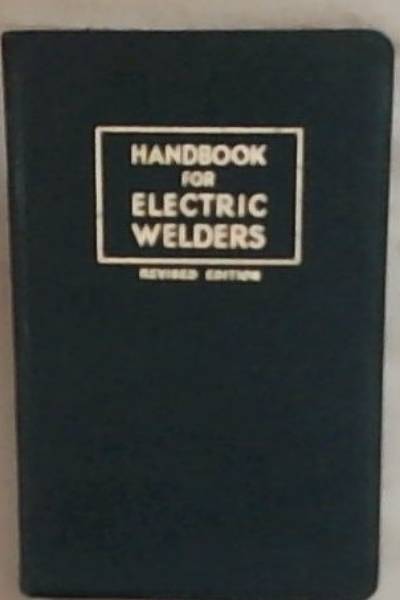 HANDBOOK
FOR
ELECTRIC
WELDERS
REVISED EDITION